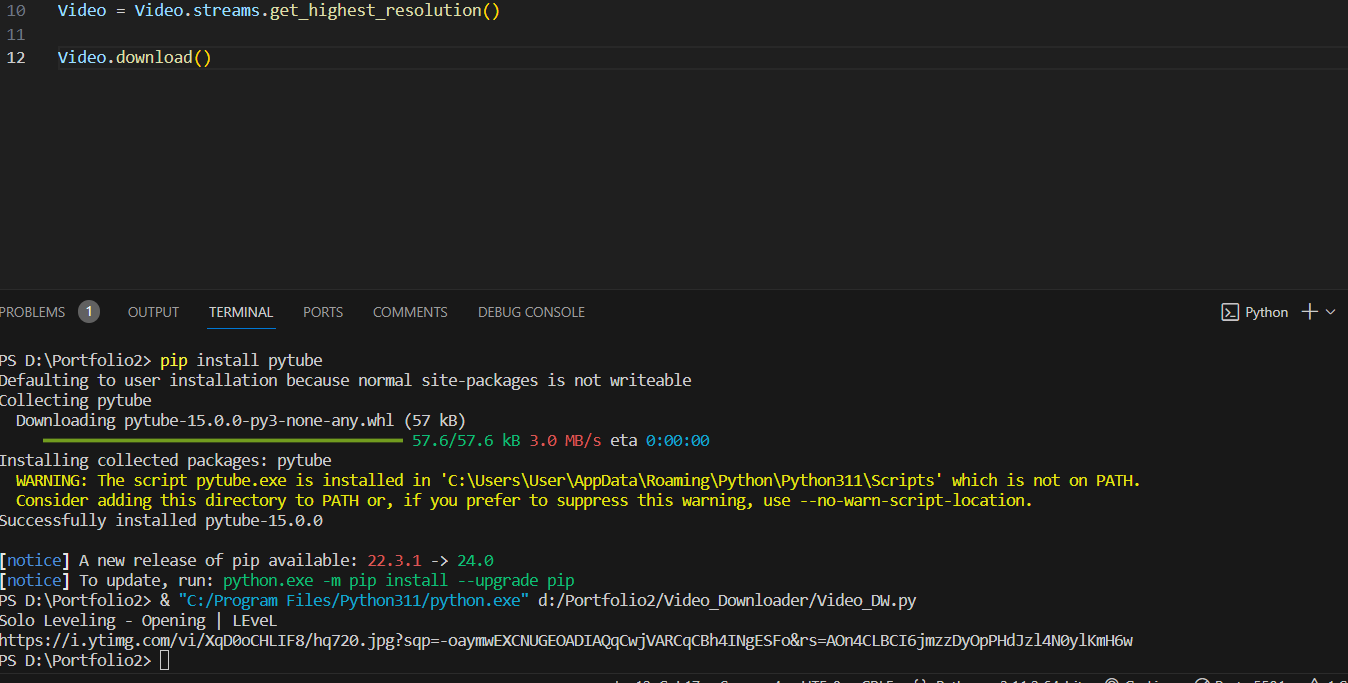 10 Video = Video.streams.get_highest_resolution()
11
12 Video.download()
PROBLEMS 1 OUTPUT TERMINAL PORTS COMMENTS DEBUG CONSOLE Python
PS D:\Portfolio2> pip install pytube
Defaulting to user installation because normal site-packages is not writeable
Collecting pytube
Downloading pytube-15.0.0-py3-none-any.whl (57 kB)
57.6/57.6 kB 3.0 MB/s eta 0:00:00
Installing collected packages: pytube
WARNING: The script pytube.exe is installed in 'C:\Users\User\AppData\Roaming\Python\Python311\Scripts' which is not on PATH.
Consider adding this directory to PATH or, if you prefer to suppress this warning, use --no-warn-script-location.
Successfully installed pytube-15.0.0
[notice] A new release of pip available: 22.3.1 -> 24.0
[notice] To update, run: python.exe -m pip install --upgrade pip
PS D:\Portfolio2> & "C:/Program Files/Python311/python.exe" d:/Portfolio2/Video_Downloader/Video_DW.py
Solo Leveling - Opening | LEveL
https://i.ytimg.com/vi/XqD0oCHLIF8/hq720.jpg?sqp=-oaymwEXCNUGEOADIAQqCwjVARCqCBh4INgESFo&rs=AOn4CLBCI6jmzzDyOpPHdJzl4N0ylKmH6w
PS D:\Portfolio2>